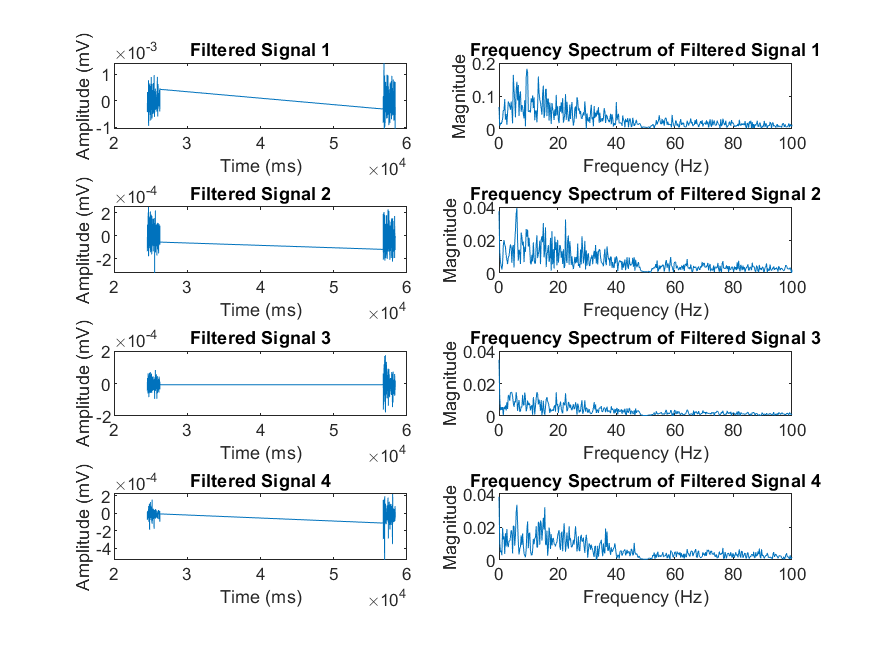 Filtered Signal 1
×10-3
Amplitude (mV)
1
0
-1
2 3 4 5 6
Time (ms)
×104
Frequency Spectrum of Filtered Signal 1
Magnitude
0.2
0.1
0
0 20 40 60 80 100
Frequency (Hz)
Filtered Signal 2
×10-4
Amplitude (mV)
2
0
-2
2 3 4 5 6
Time (ms)
×104
Frequency Spectrum of Filtered Signal 2
Magnitude
0.04
0.02
0
0 20 40 60 80 100
Frequency (Hz)
Filtered Signal 3
×10-4
Amplitude (mV)
2
0
-2
2 3 4 5 6
Time (ms)
×104
Frequency Spectrum of Filtered Signal 3
Magnitude
0.04
0.02
0
0 20 40 60 80 100
Frequency (Hz)
Filtered Signal 4
×10-4
Amplitude (mV)
2
0
-2
-4
2 3 4 5 6
Time (ms)
×104
Frequency Spectrum of Filtered Signal 4
Magnitude
0.04
0.02
0
0 20 40 60 80 100
Frequency (Hz)